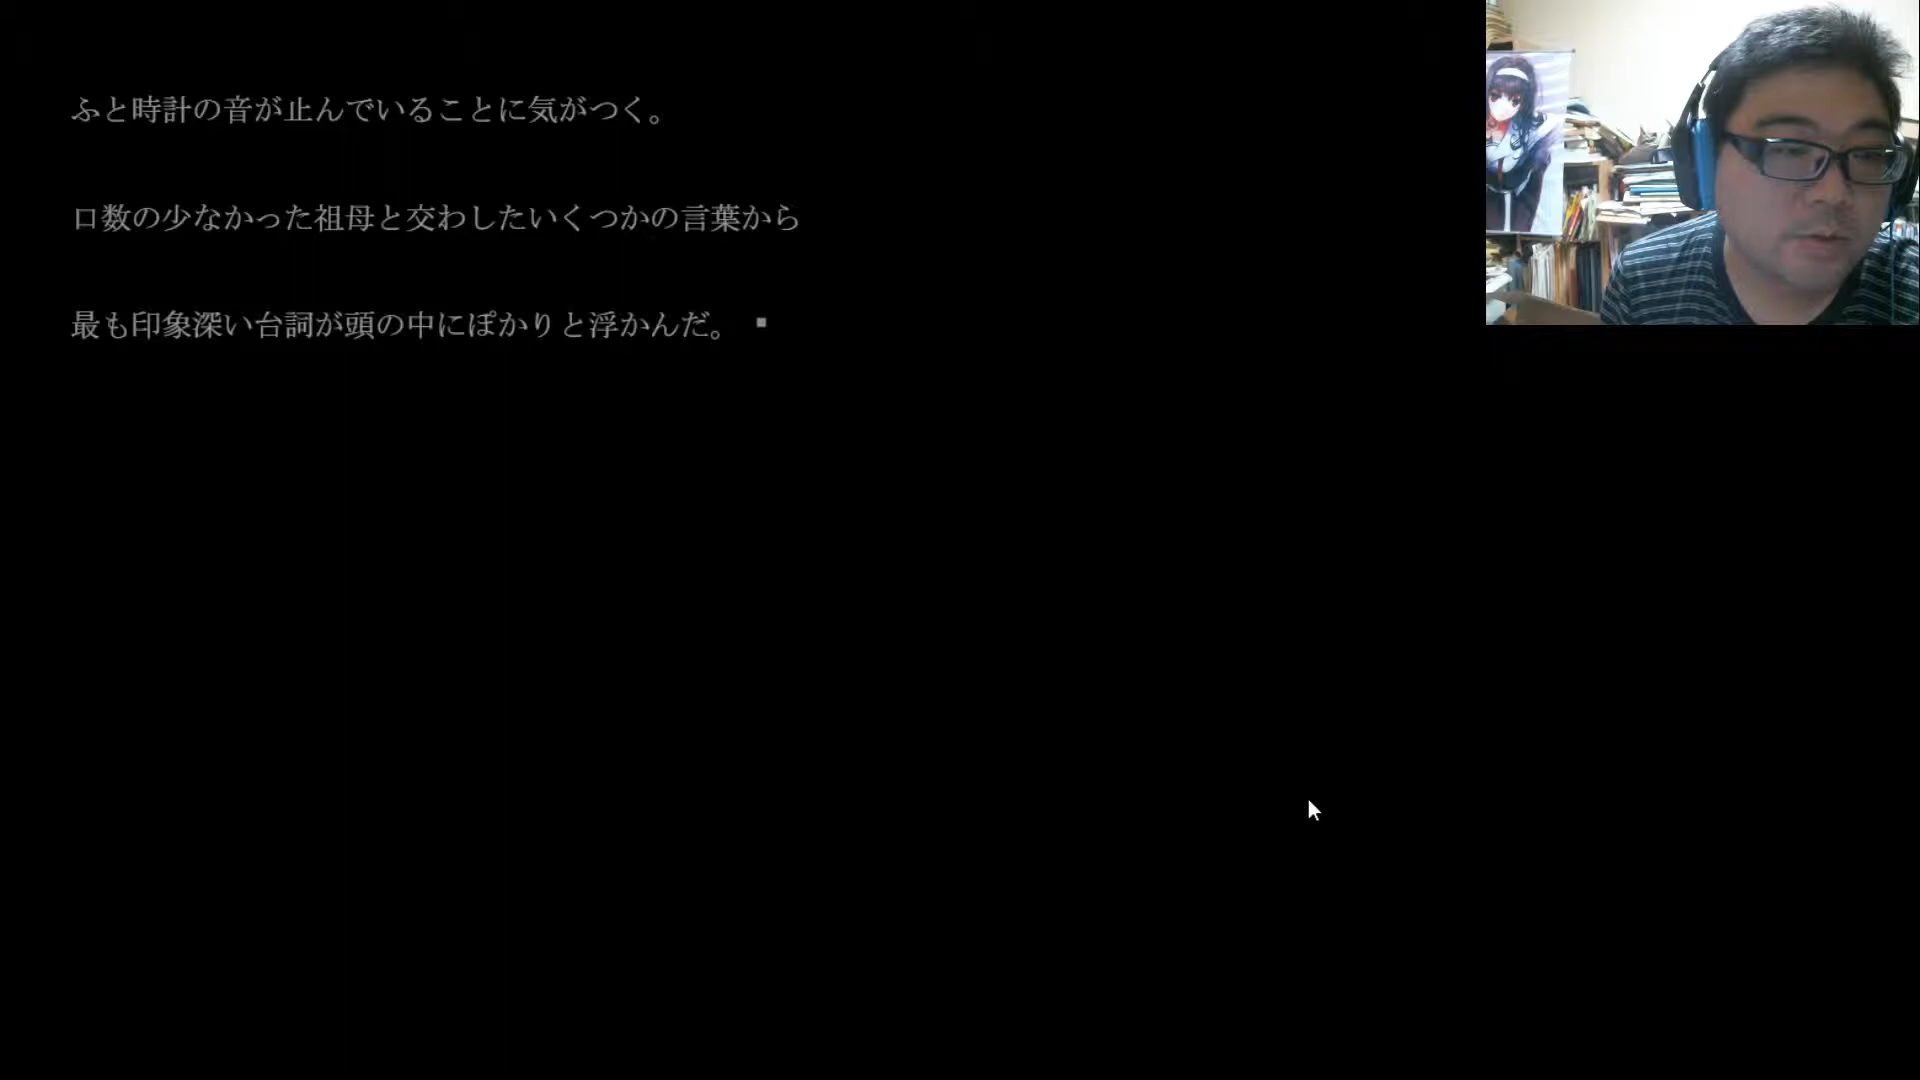 ふと時計の音が止んでいることに気がつく。
口数の少なかった祖母と交わしたいくつかの言葉から
最も印象深い台詞が頭の中にぽかりと浮かんだ。